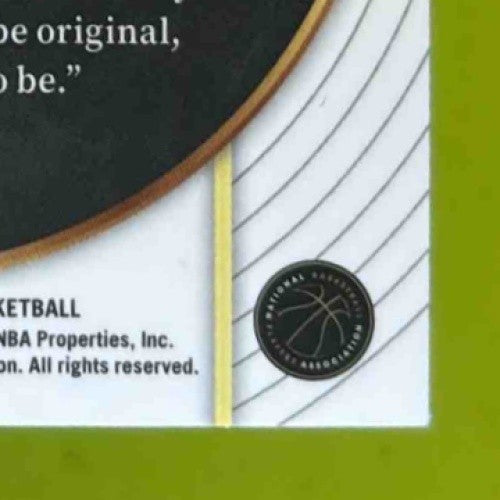 be original,
o be.”
KETBALL
NBA Properties, Inc.
on. All rights reserved.
NATIONAL BASKETBALL
PLAYERS ASSOCIATION